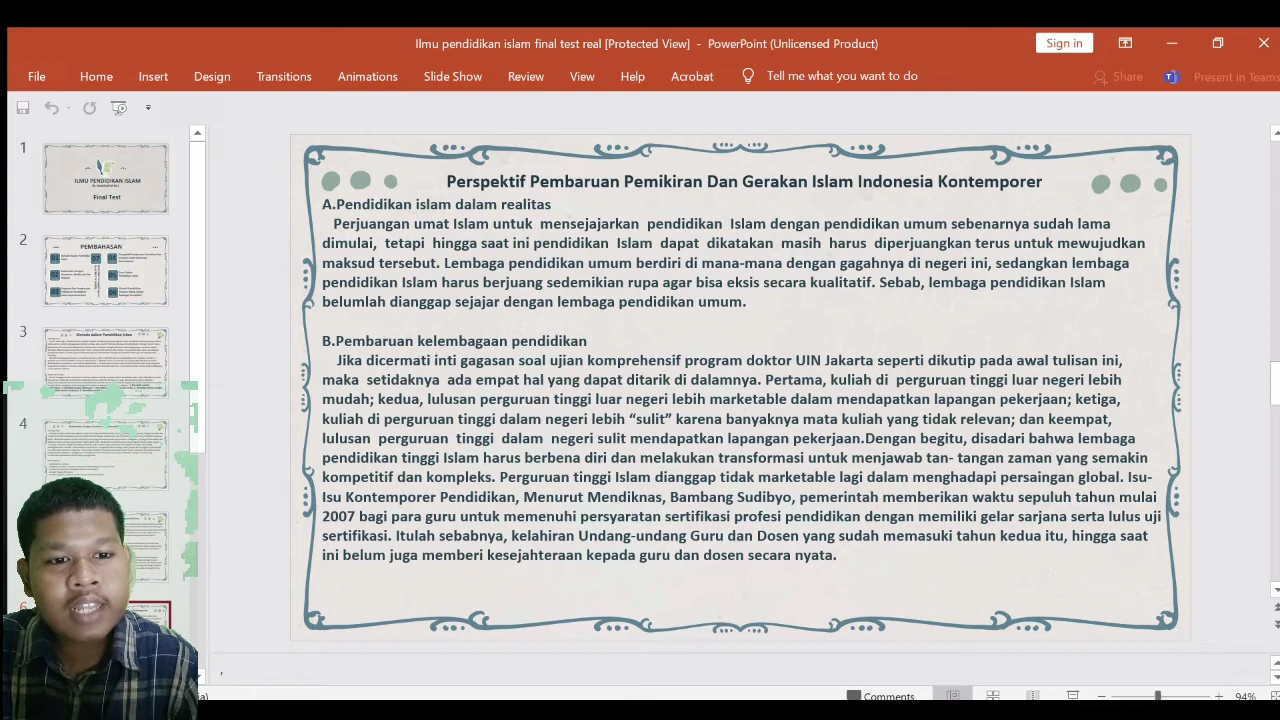 Ilmu pendidikan islam final test real [Protected View] - PowerPoint (Unlicensed Product)
Sign in
File Home Insert Design Transitions Animations Slide Show Review View Help Acrobat Tell me what you want to do Share Present in Teams
1
ILMU PENDIDIKAN ISLAM
Final Test
2
PEMBAHASAN
3
4
6
Perspektif Pembaruan Pemikiran Dan Gerakan Islam Indonesia Kontemporer
A.Pendidikan islam dalam realitas
Perjuangan umat Islam untuk mensejajarkan pendidikan Islam dengan pendidikan umum sebenarnya sudah lama
dimulai, tetapi hingga saat ini pendidikan Islam dapat dikatakan masih harus diperjuangkan terus untuk mewujudkan
maksud tersebut. Lembaga pendidikan umum berdiri di mana-mana dengan gagahnya di negeri ini, sedangkan lembaga
pendidikan Islam harus berjuang sedemikian rupa agar bisa eksis secara kualitatif. Sebab, lembaga pendidikan Islam
belumlah dianggap sejajar dengan lembaga pendidikan umum.
B.Pembaruan kelembagaan pendidikan
Jika dicermati inti gagasan soal ujian komprehensif program doktor UIN Jakarta seperti dikutip pada awal tulisan ini,
maka setidaknya ada empat hal yang dapat ditarik di dalamnya. Pertama, kuliah di perguruan tinggi luar negeri lebih
mudah; kedua, lulusan perguruan tinggi luar negeri lebih marketable dalam mendapatkan lapangan pekerjaan; ketiga,
kuliah di perguruan tinggi dalam negeri lebih “sulit” karena banyaknya mata kuliah yang tidak relevan; dan keempat,
lulusan perguruan tinggi dalam negeri sulit mendapatkan lapangan pekerjaan.Dengan begitu, disadari bahwa lembaga
pendidikan tinggi Islam harus berbena diri dan melakukan transformasi untuk menjawab tan- tangan zaman yang semakin
kompetitif dan kompleks. Perguruan tinggi Islam dianggap tidak marketable lagi dalam menghadapi persaingan global. Isu-
Isu Kontemporer Pendidikan, Menurut Mendiknas, Bambang Sudibyo, pemerintah memberikan waktu sepuluh tahun mulai
2007 bagi para guru untuk memenuhi persyaratan sertifikasi profesi pendidikan dengan memiliki gelar sarjana serta lulus uji
sertifikasi. Itulah sebabnya, kelahiran Undang-undang Guru dan Dosen yang sudah memasuki tahun kedua itu, hingga saat
ini belum juga memberi kesejahteraan kepada guru dan dosen secara nyata.
Comments
94%